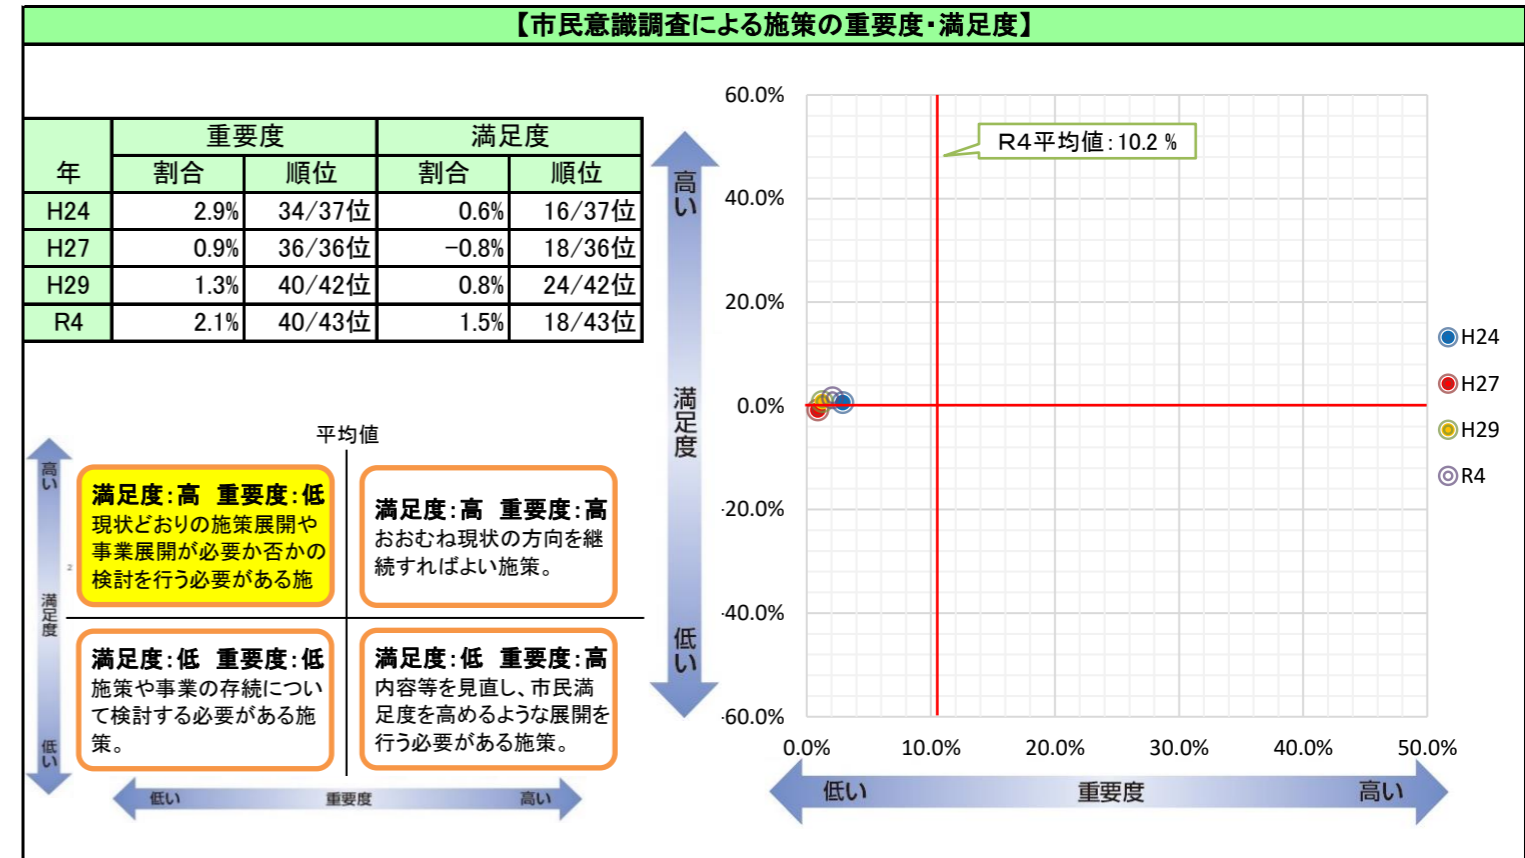 【市民意識調査による施策の重要度・満足度】
年 重要度 満足度
割合 順位 割合 順位
H24 2.9% 34/37位 0.6% 16/37位
H27 0.9% 36/36位 -0.8% 18/36位
H29 1.3% 40/42位 0.8% 24/42位
R4 2.1% 40/43位 1.5% 18/43位
平均値
高い
満足度
低い
満足度：高 重要度：低
現状どおりの施策展開や
事業展開が必要か否かの
検討を行う必要がある施
満足度：高 重要度：高
おおむね現状の方向を継
続すればよい施策。
満足度：低 重要度：低
施策や事業の存続につい
て検討する必要がある施
策。
満足度：低 重要度：高
内容等を見直し、市民満
足度を高めるような展開を
行う必要がある施策。
低い 重要度 高い
高い
満足度
低い
60.0%
40.0%
20.0%
0.0%
-20.0%
-40.0%
-60.0%
R4平均値：10.2％
0.0% 10.0% 20.0% 30.0% 40.0% 50.0%
低い 重要度 高い
H24
H27
H29
R4
2